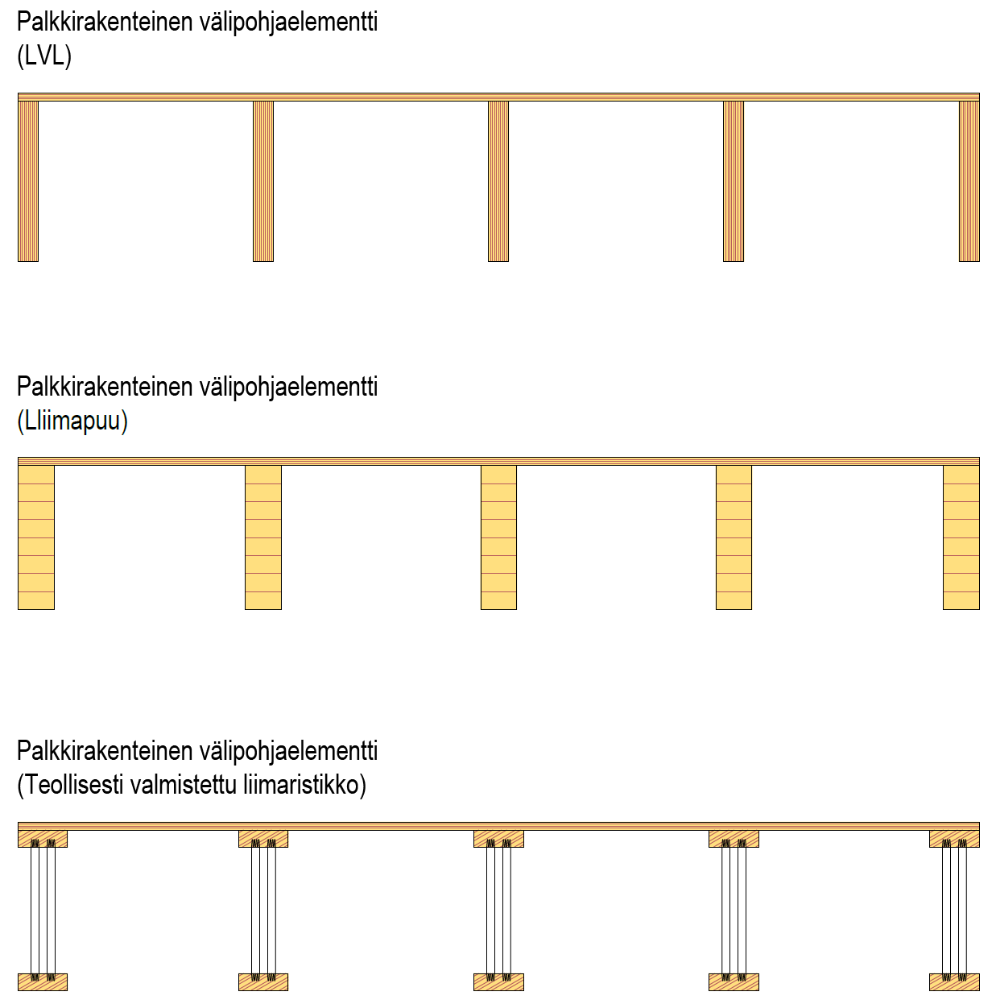 Palkkirakenteinen välipohjaelementti
(LVL)
Palkkirakenteinen välipohjaelementti
(Lliimapuu)
Palkkirakenteinen välipohjaelementti
(Teollisesti valmistettu liimaristikko)